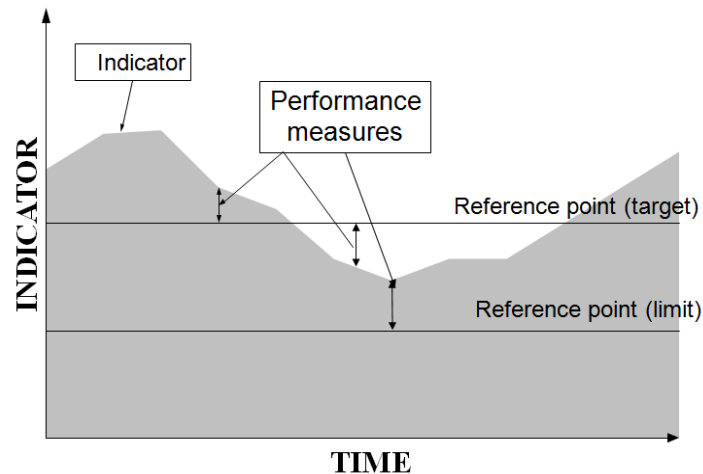 Indicator
Performance
measures
INDICATOR
Reference point (target)
Reference point (limit)
TIME